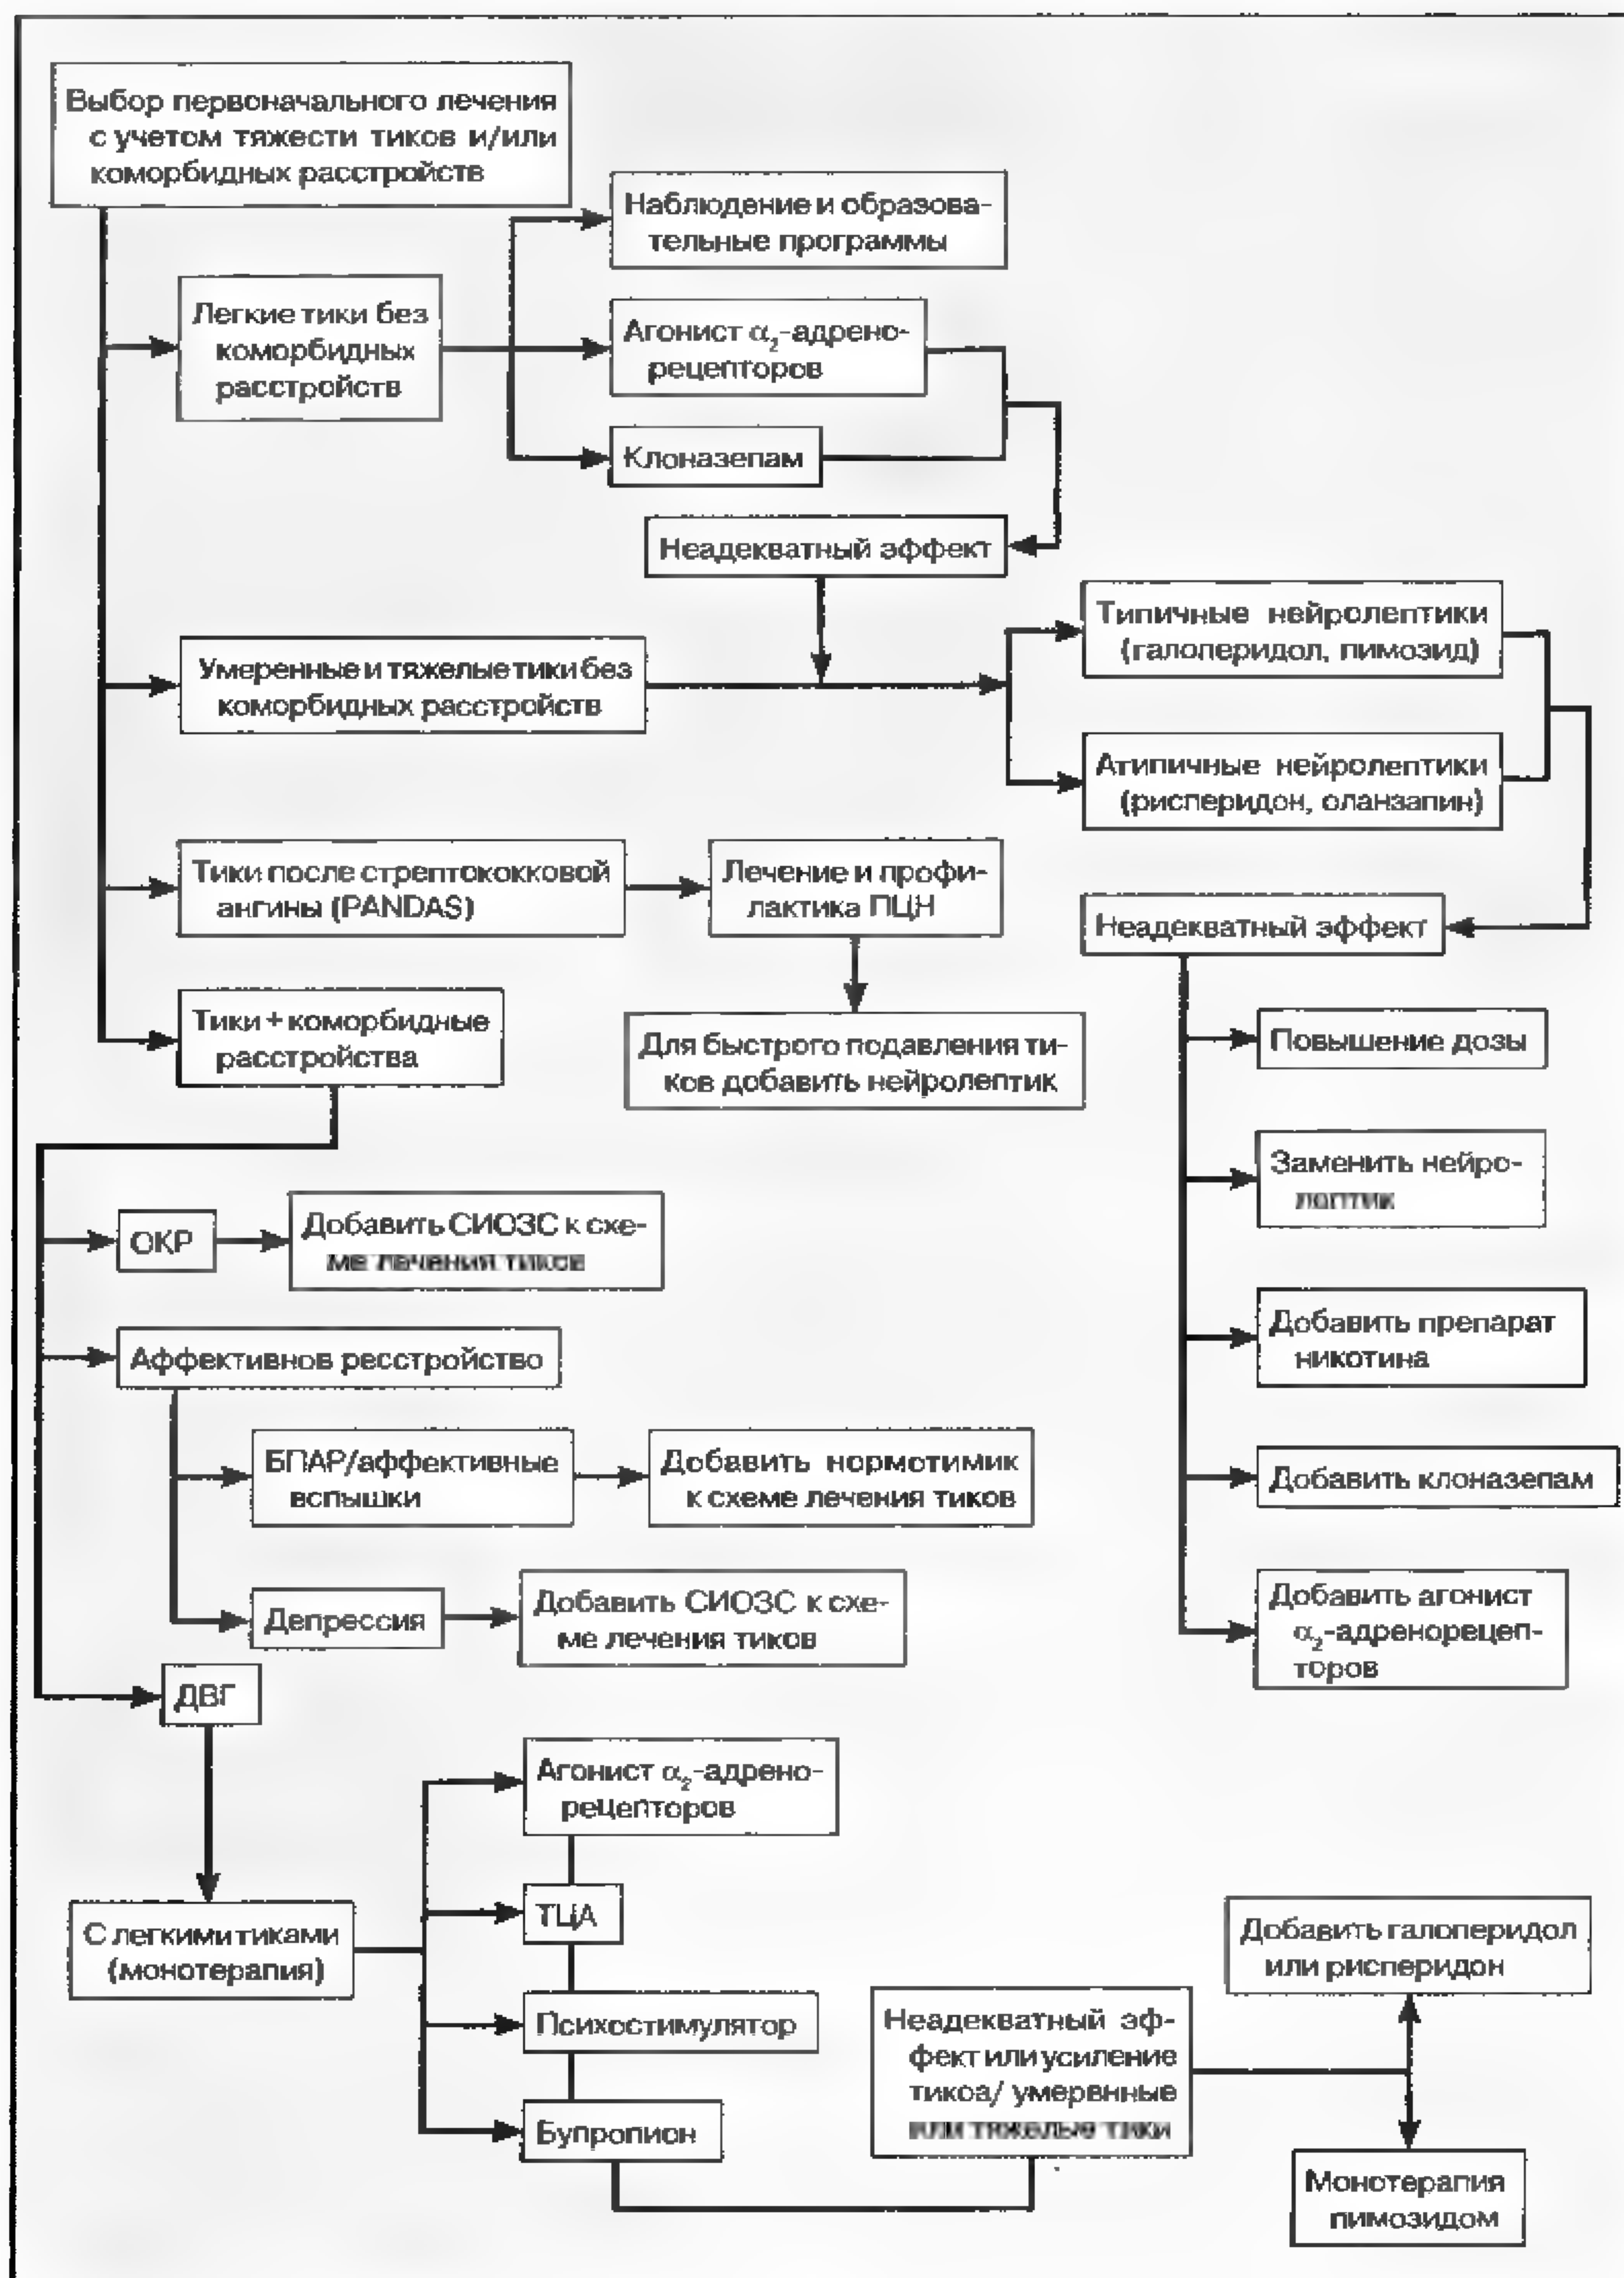 Выбор первоначального лечения
с учетом тяжести тиков и/или
коморбидных расстройств
Наблюдение и образова-
тельные программы
Легкие тики без
коморбидных
расстройств
Агонист α₂-адрено-
рецепторов
Клоназепам
Неадекватный эффект
Типичные нейролептики
(галоперидол, пимозид)
Умеренные и тяжелые тики без
коморбидных расстройств
Атипичные нейролептики
(рисперидон, оланзапин)
Тики после стрептококковой
ангины (PANDAS)
Лечение и профи-
лактика ПЦН
Неадекватный эффект
Тики + коморбидные
расстройства
Для быстрого подавления ти-
ков добавить нейролептик
Повышение дозы
Заменить нейро-
лептик
ОКР
Добавить СИОЗС к схе-
ме лечения тиков
Добавить препарат
никотина
Аффективнов ресстройство
БПАР/аффективные
вспышки
Добавить нормотимик
к схеме лечения тиков
Добавить клоназепам
Депрессия
Добавить СИОЗС к схе-
ме лечения тиков
Добавить агонист
α₂-адренорецеп-
торов
ДВГ
Агонист α₂-адрено-
рецепторов
С легкими тиками
(монотерапия)
ТЦА
Психостимулятор
Бупропион
Неадекватный эф-
фект или усиление
тикоа/ умервнные
или тяжелые тики
Добавить галоперидол
или рисперидон
Монотерапия
пимозидом